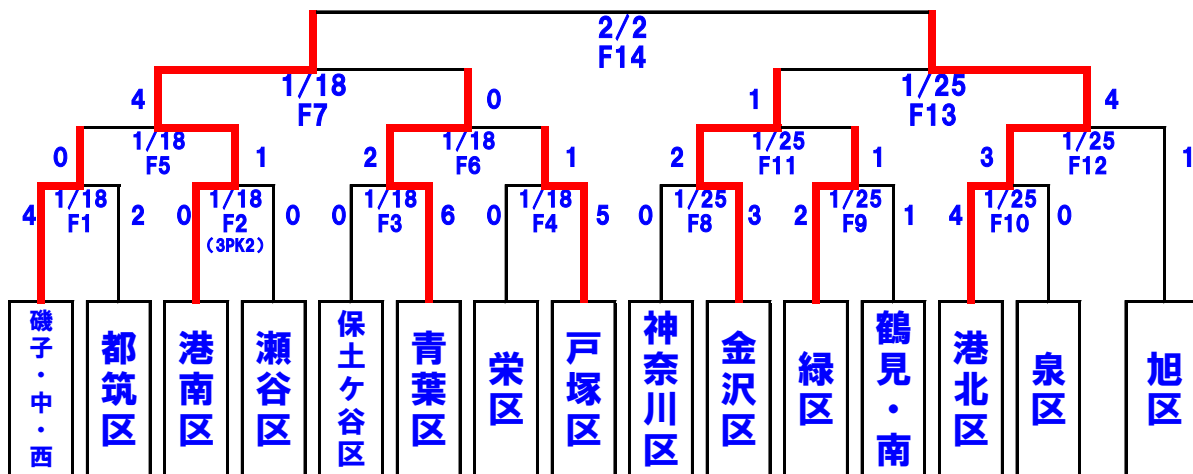 2/2
F14
4
1/18
F7
0
1
1/25
F13
4
0
1/18
F5
1
2
1/18
F6
1
2
1/25
F11
1
3
1/25
F12
1
4
1/18
F1
2
0
1/18
F2
(3PK2)
0
0
1/18
F3
6
0
1/18
F4
5
0
1/25
F8
3
2
1/25
F9
1
4
1/25
F10
0
磯子・中・西
都筑区
港南区
瀬谷区
保土ケ谷区
青葉区
栄区
戸塚区
神奈川区
金沢区
緑区
鶴見・南
港北区
泉区
旭区